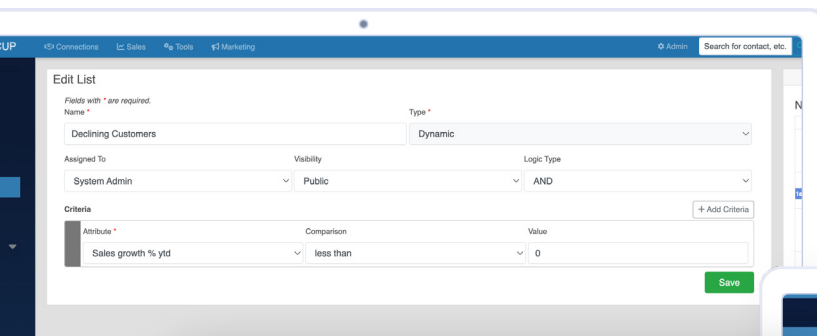 CUP Connections Sales Tools Marketing Admin Search for contact, etc.
Edit List
Fields with * are required.
Name * Type *
Declining Customers Dynamic
Assigned To Visibility Logic Type
System Admin Public AND
Criteria + Add Criteria
Attribute * Comparison Value
Sales growth % ytd less than 0
Save